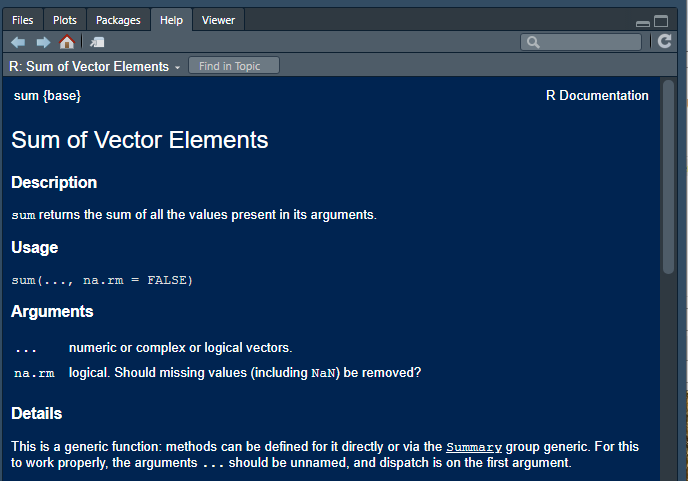 Files Plots Packages Help Viewer
R: Sum of Vector Elements Find in Topic
sum {base} R Documentation
Sum of Vector Elements
Description
sum returns the sum of all the values present in its arguments.
Usage
sum(..., na.rm = FALSE)
Arguments
... numeric or complex or logical vectors.
na.rm logical. Should missing values (including NaN) be removed?
Details
This is a generic function: methods can be defined for it directly or via the Summary group generic. For this
to work properly, the arguments ... should be unnamed, and dispatch is on the first argument.